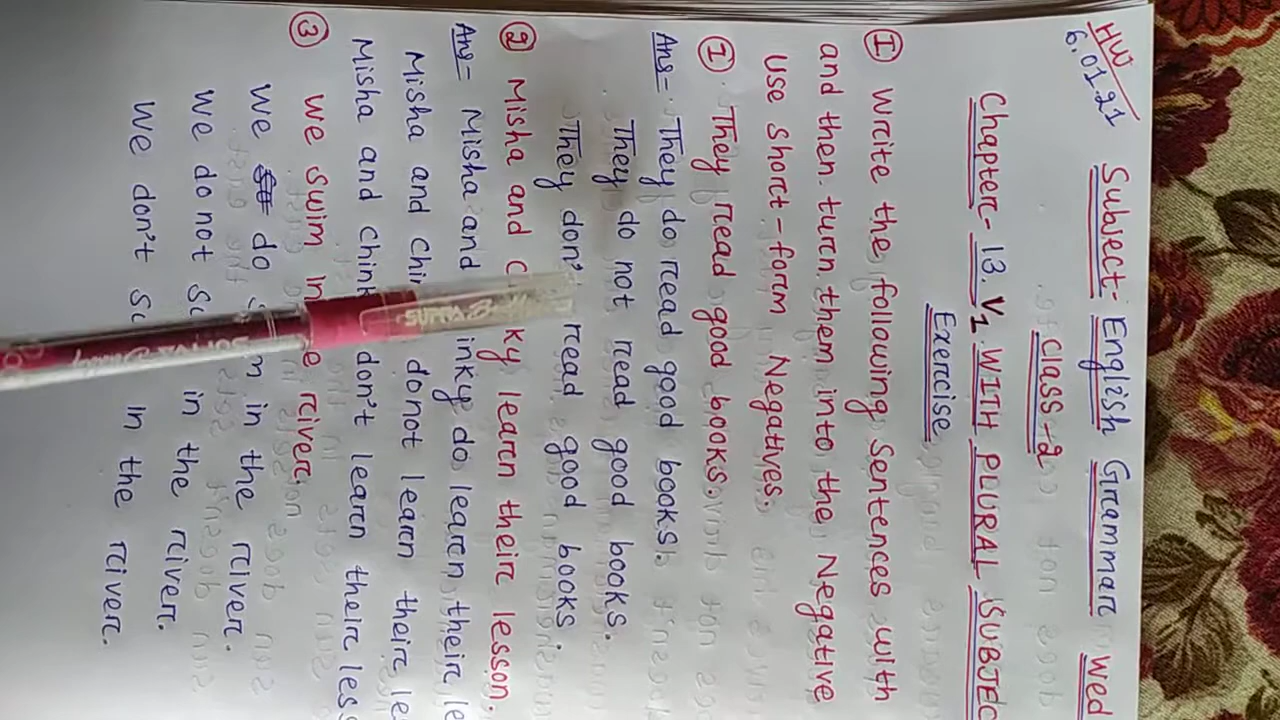 HW
6.01.21
Subject- English Grammar Wed
Class-2
Chapter- 13. V1 WITH PLURAL SUBJEC
Exercise
I Write the following sentences with
and then turn them into the Negative
Use short-form Negatives.
1. They read good books.
Ans= They do read good books.
They do not read good books.
They don't read good books.
2 Misha and ky learn their lesson.
Ans= Misha and inky do learn their le
Misha and chin do not learn their le
Misha and chink don't learn their less
3 We swim in the river.
We do in the river.
We do not in the river.
We don't in the river.